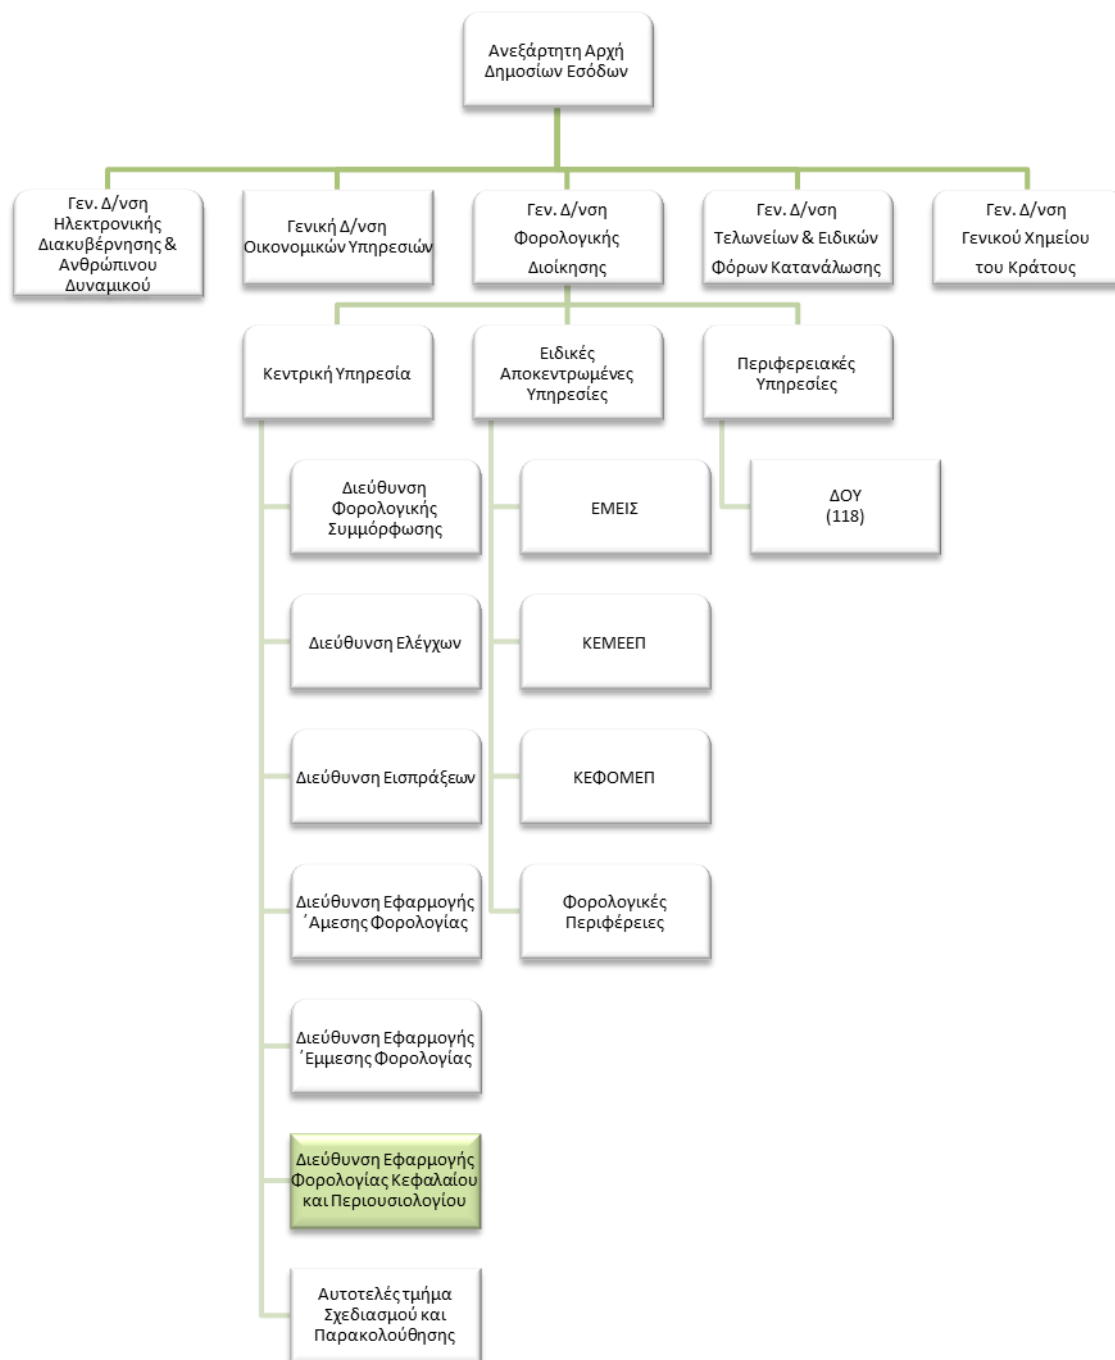 Ανεξάρτητη Αρχή
Δημοσίων Εσόδων
Γεν. Δ/νση
Ηλεκτρονικής
Διακυβέρνησης &
Ανθρώπινου
Δυναμικού
Γενική Δ/νση
Οικονομικών Υπηρεσιών
Γεν. Δ/νση
Φορολογικής
Διοίκησης
Γεν. Δ/νση
Τελωνείων & Ειδικών
Φόρων Κατανάλωσης
Γεν. Δ/νση
Γενικού Χημείου
του Κράτους
Κεντρική Υπηρεσία
Ειδικές
Αποκεντρωμένες
Υπηρεσίες
Περιφερειακές
Υπηρεσίες
Διεύθυνση
Φορολογικής
Συμμόρφωσης
ΕΜΕΙΣ
ΔΟΥ
(118)
Διεύθυνση Ελέγχων
ΚΕΜΕΕΠ
Διεύθυνση Εισπράξεων
ΚΕΦΟΜΕΠ
Διεύθυνση Εφαρμογής
΄Αμεσης Φορολογίας
Φορολογικές
Περιφέρειες
Διεύθυνση Εφαρμογής
΄Εμμεσης Φορολογίας
Διεύθυνση Εφαρμογής
Φορολογίας Κεφαλαίου
και Περιουσιολογίου
Αυτοτελές τμήμα
Σχεδιασμού και
Παρακολούθησης